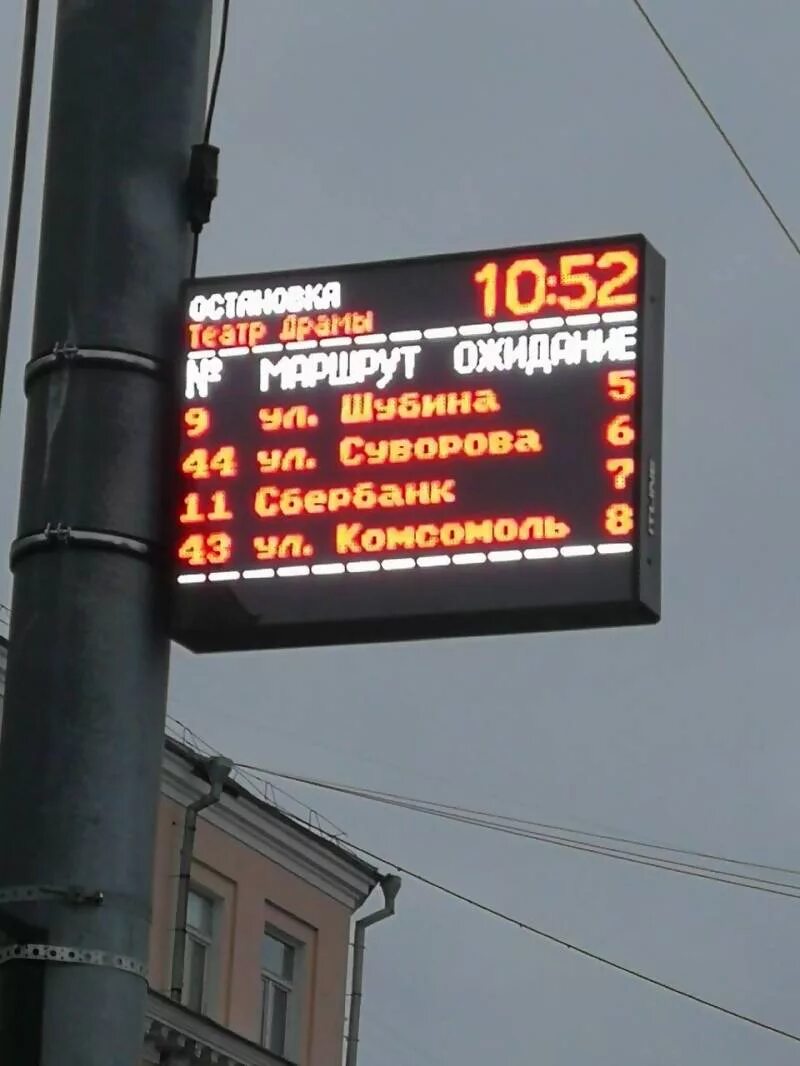 ОСТАНОВКА 10:52
Театр Драмы
№ МАРШРУТ ОЖИДАНИЕ
9 ул. Шубина 5
44 ул. Суворова 6
11 Сбербанк ?
43 ул. Комсомоль 8